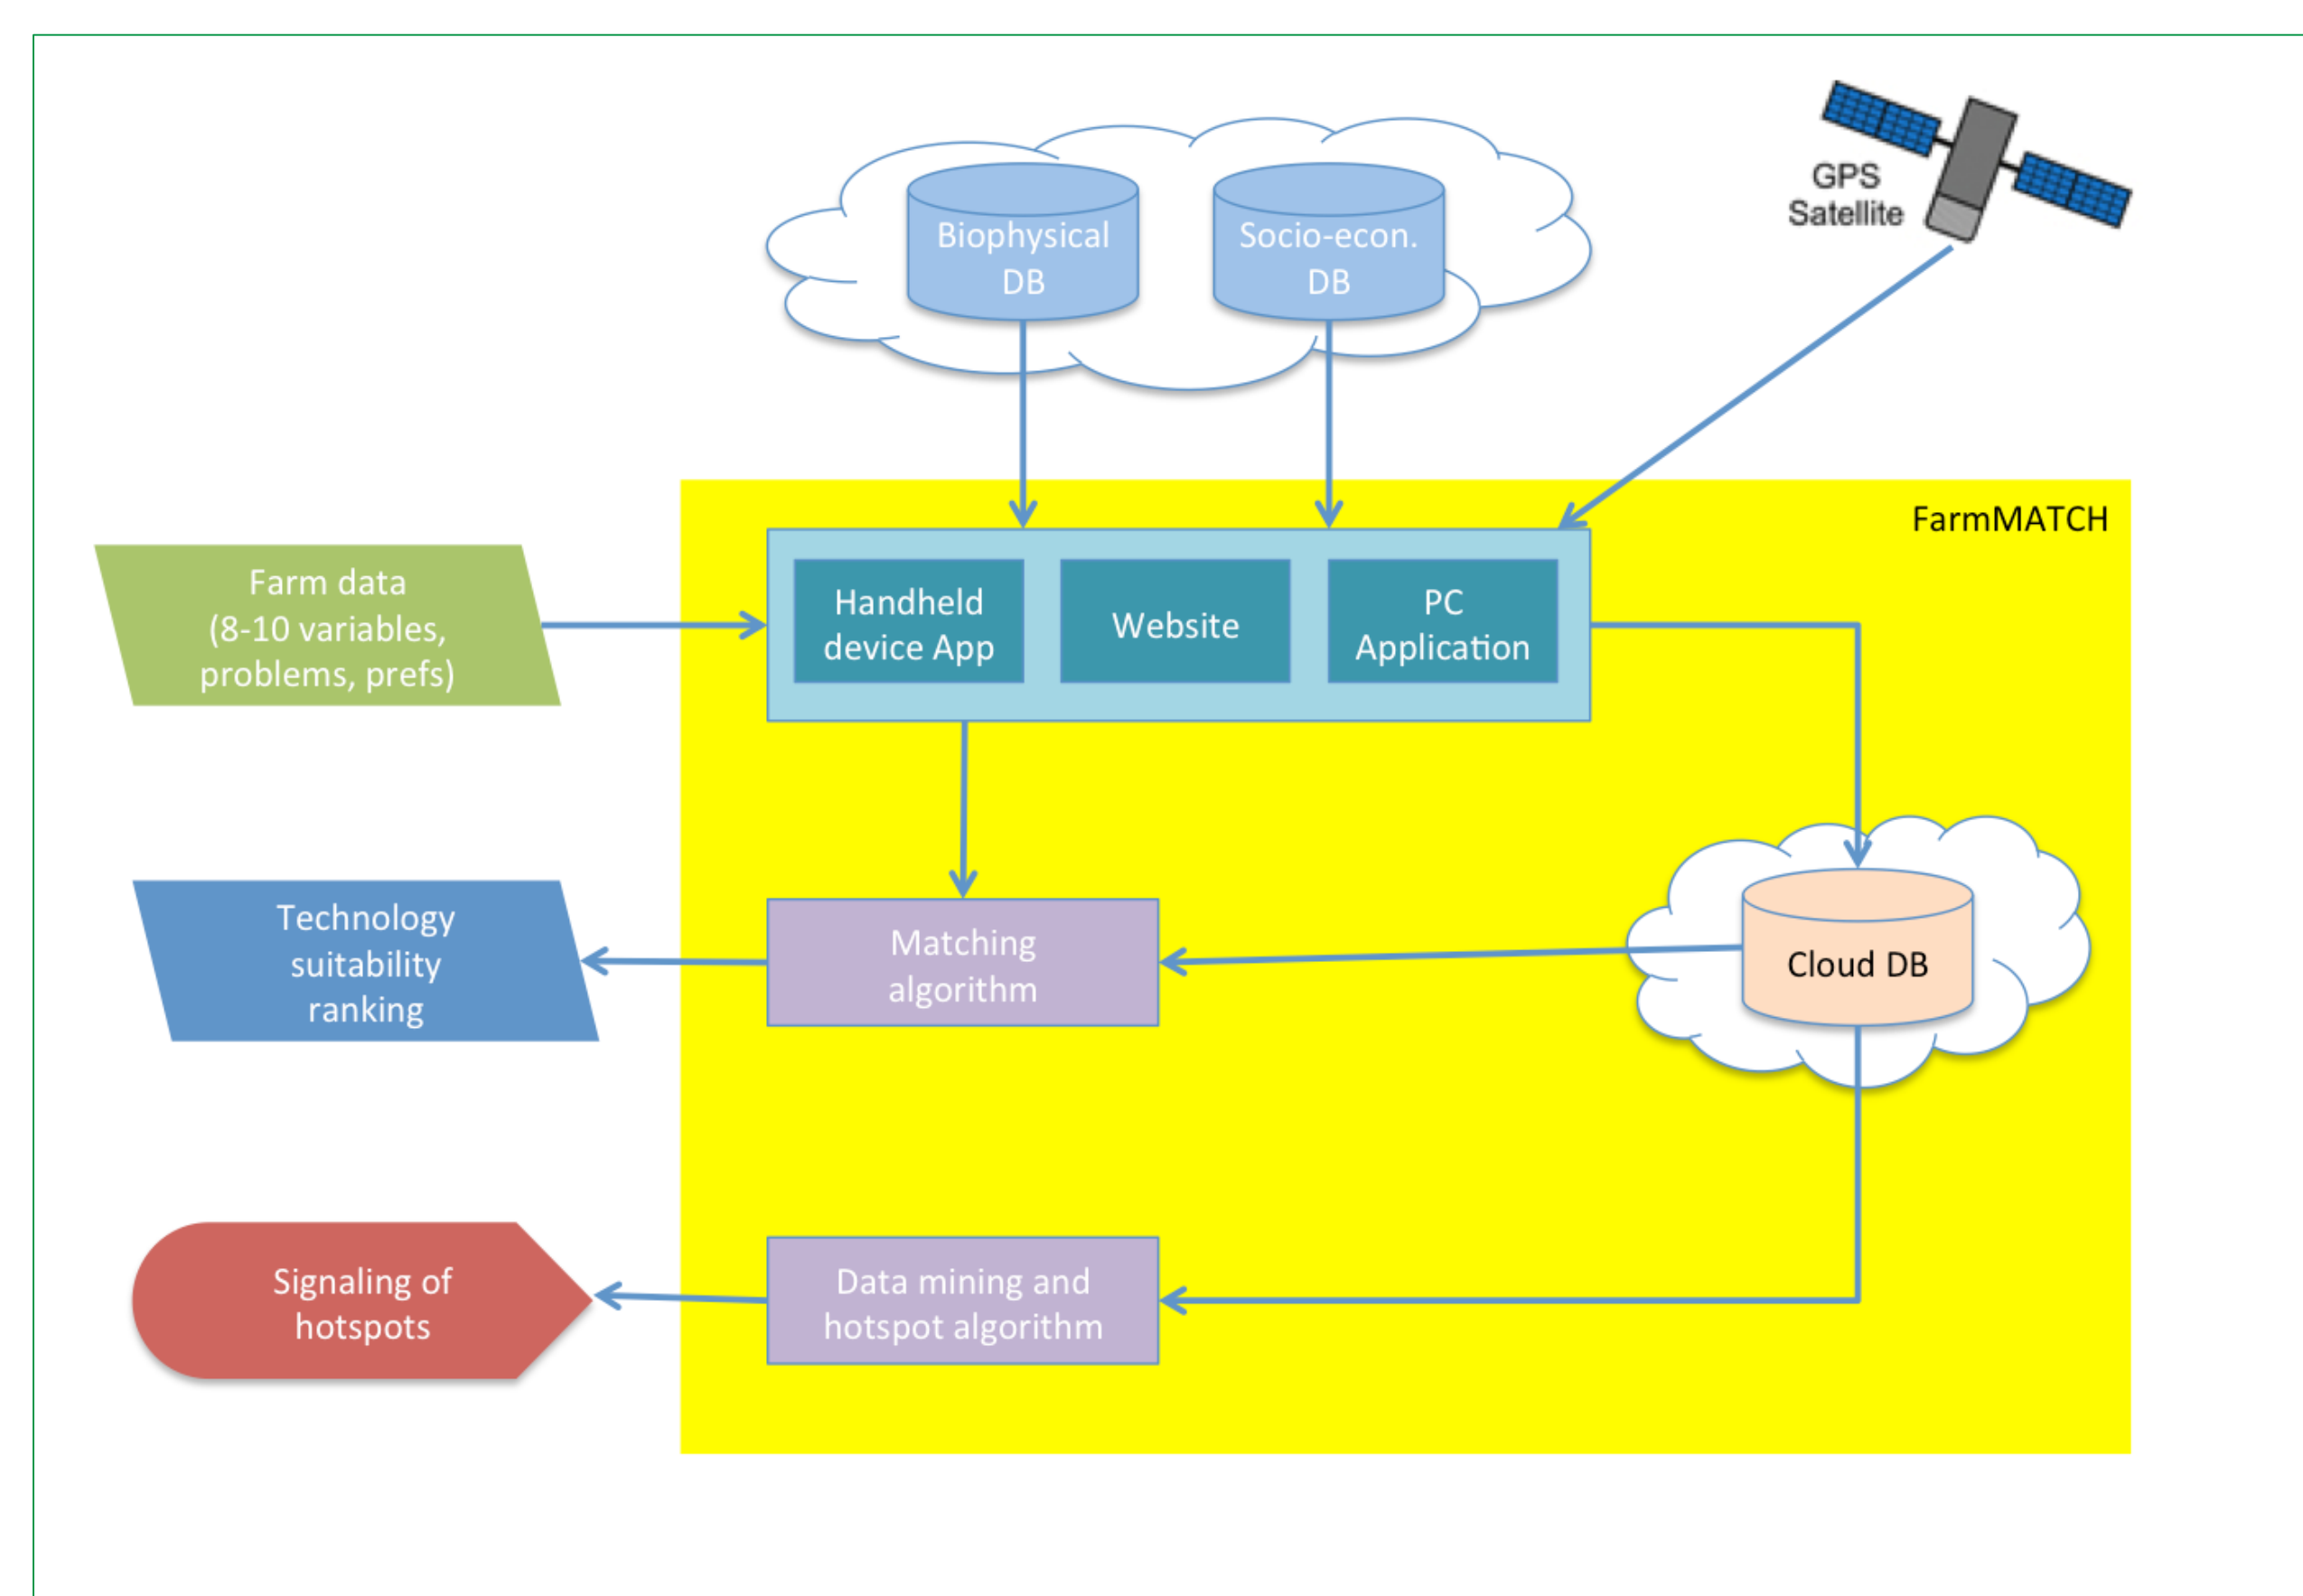 GPS
Satellite
Biophysical
DB
Socio-econ.
DB
FarmMATCH
Farm data
(8-10 variables,
problems, prefs)
Handheld
device App
Website
PC
Application
Technology
suitability
ranking
Matching
algorithm
Cloud DB
Signaling of
hotspots
Data mining and
hotspot algorithm